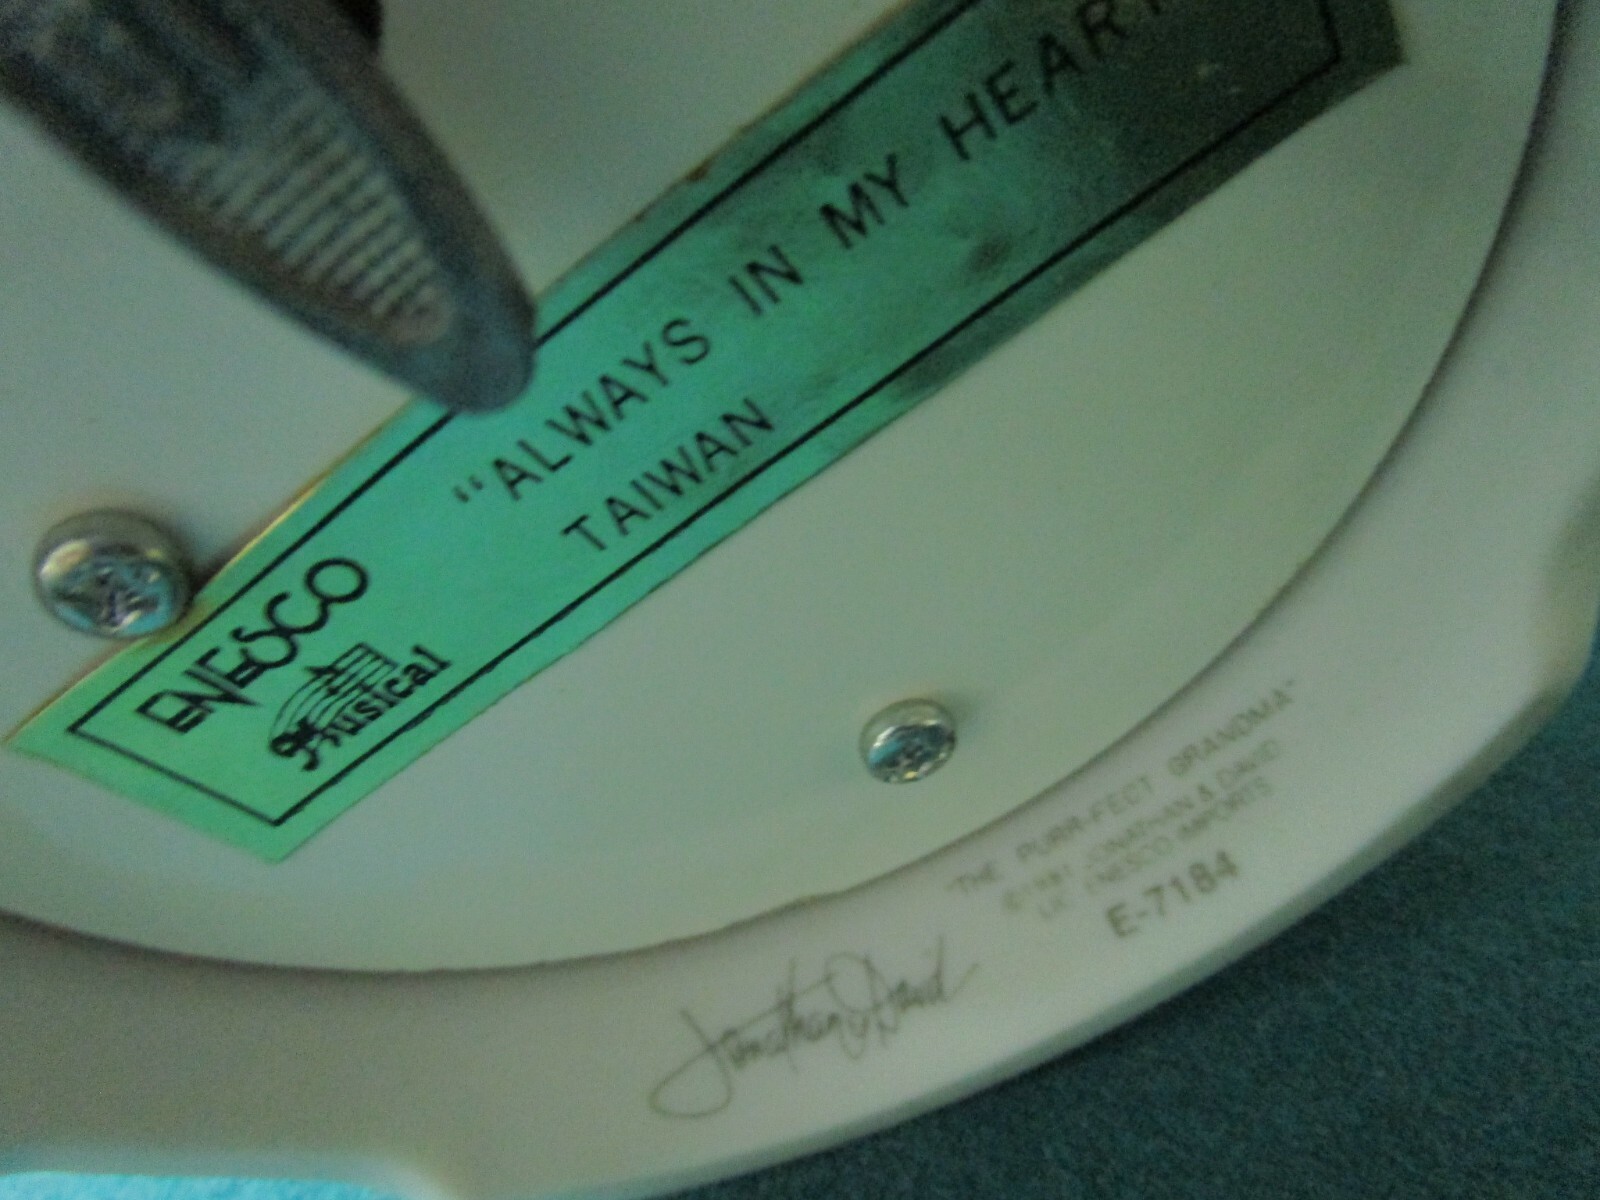 "ALWAYS IN MY HEART
TAIWAN
ENESCO
Musical
"THE PURR-FECT GRANDMA"
©1981 JONATHAN & DAVID
LIC ENESCO IMPORTS
E-7184
Jonathan & David